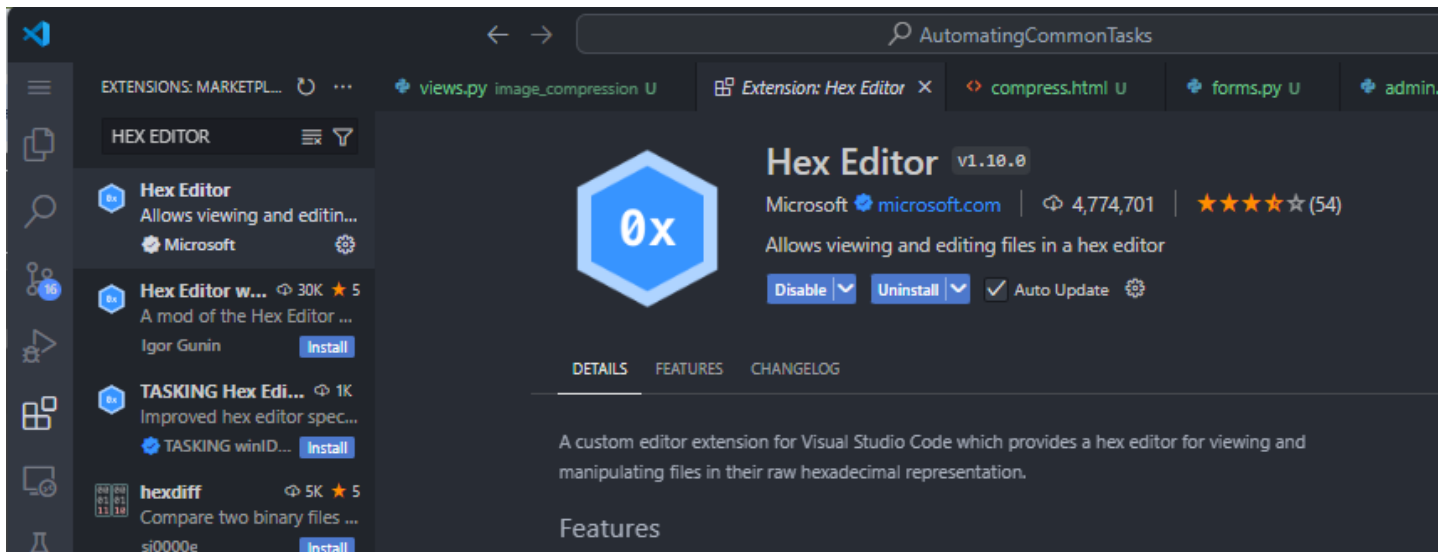 AutomatingCommonTasks
EXTENSIONS: MARKETPL...
views.py image_compression U
Extension: Hex Editor
compress.html U
forms.py U
admin.
HEX EDITOR
Hex Editor
Allows viewing and editin...
Microsoft
16
Hex Editor w... 30K ★ 5
A mod of the Hex Editor ...
Igor Gunin Install
TASKING Hex Edi... 1K
Improved hex editor spec...
TASKING winID... Install
hexdiff 5K ★ 5
Compare two binary files ...
si0000e Install
0x
Hex Editor v1.10.0
Microsoft microsoft.com 4,774,701 (54)
Allows viewing and editing files in a hex editor
Disable Uninstall Auto Update
DETAILS FEATURES CHANGELOG
A custom editor extension for Visual Studio Code which provides a hex editor for viewing and
manipulating files in their raw hexadecimal representation.
Features